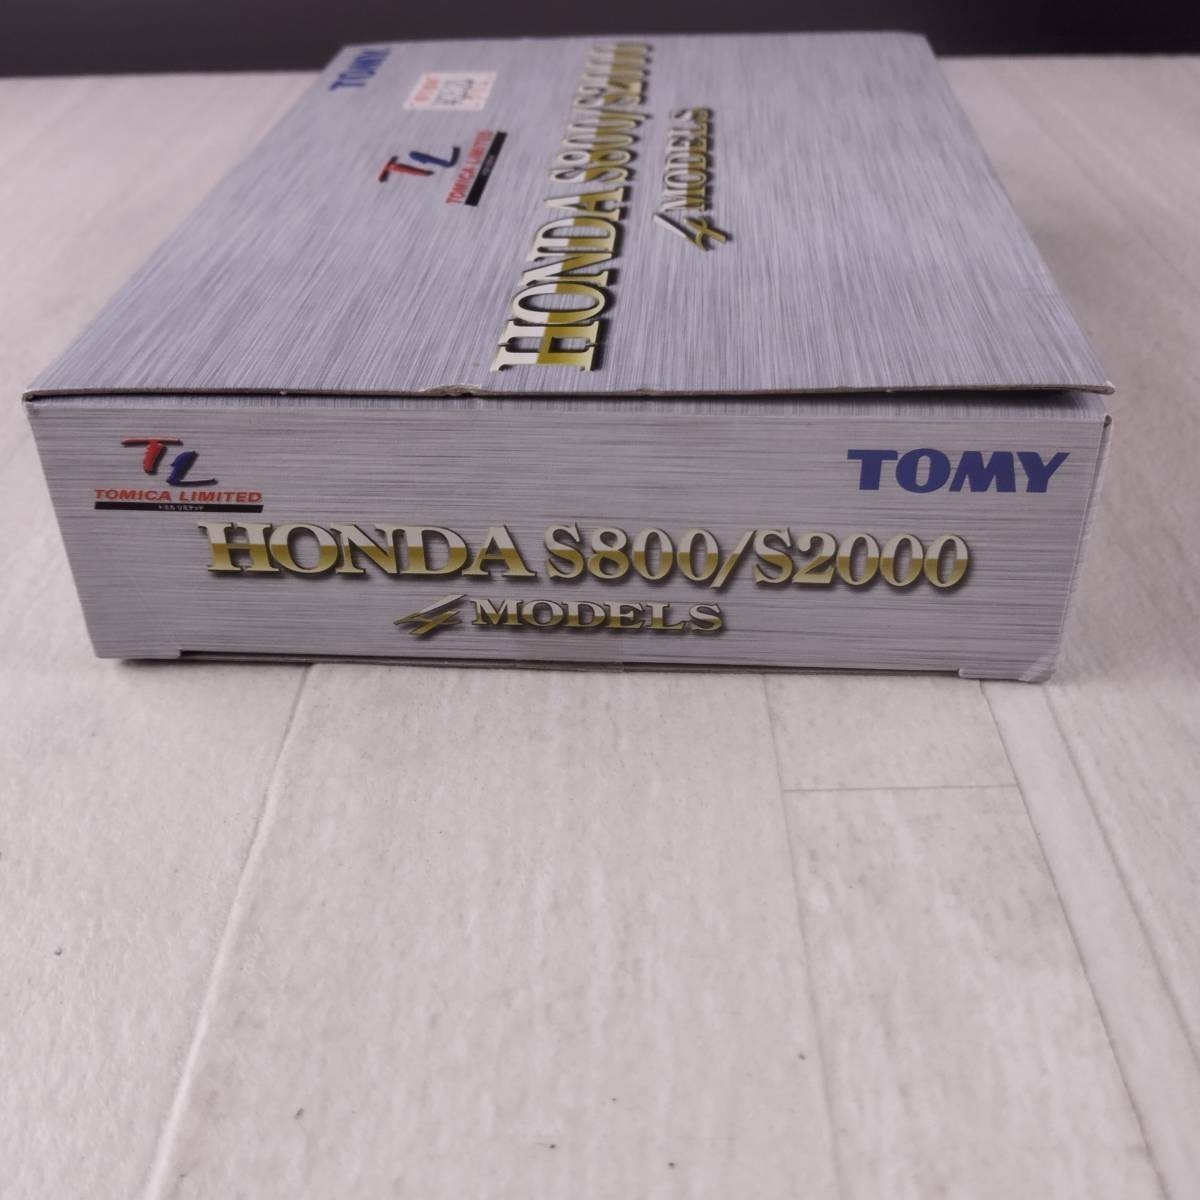 TOMY
TL
TOMICA LIMITED
HONDA S800/S2000
4 MODELS
TL
TOMICA LIMITED
トミカ リミテッド
TOMY
HONDA S800/S2000
4 MODELS